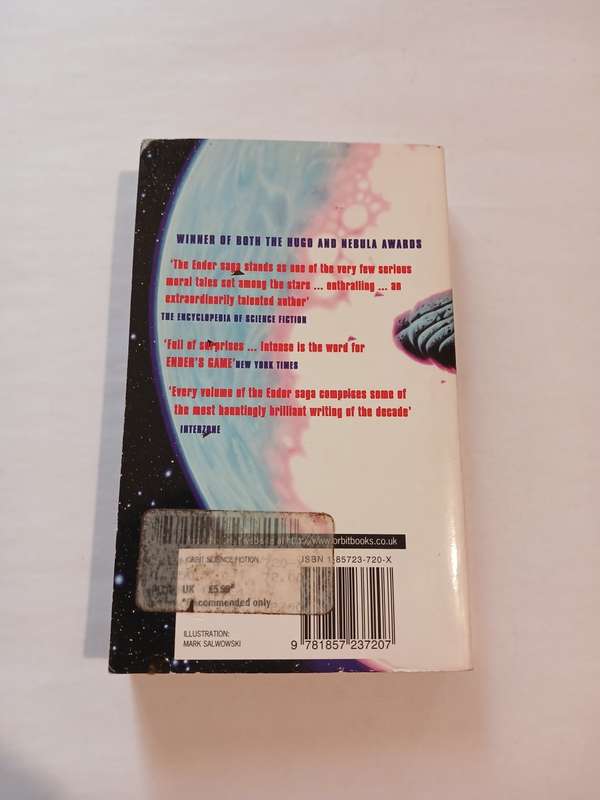 WINNER OF BOTH THE HUGO AND NEBULA AWARDS
'The Ender saga stands as one of the very few serious
moral tales set among the stars ... enthralling ... an
extraordinarily talented author'
THE ENCYCLOPEDIA OF SCIENCE FICTION
'Full of surprises ... Intense is the word for
ENDER'S GAME' NEW YORK TIMES
'Every volume of the Ender saga comprises some of
the most hauntingly brilliant writing of the decade'
INTERZONE
http://www.orbitbooks.co.uk
ORBIT SCIENCE FICTION
ISBN 1-85723-720-X
UK £5.99*
*Recommended only
ILLUSTRATION:
MARK SALWOWSKI
9 781857 237207